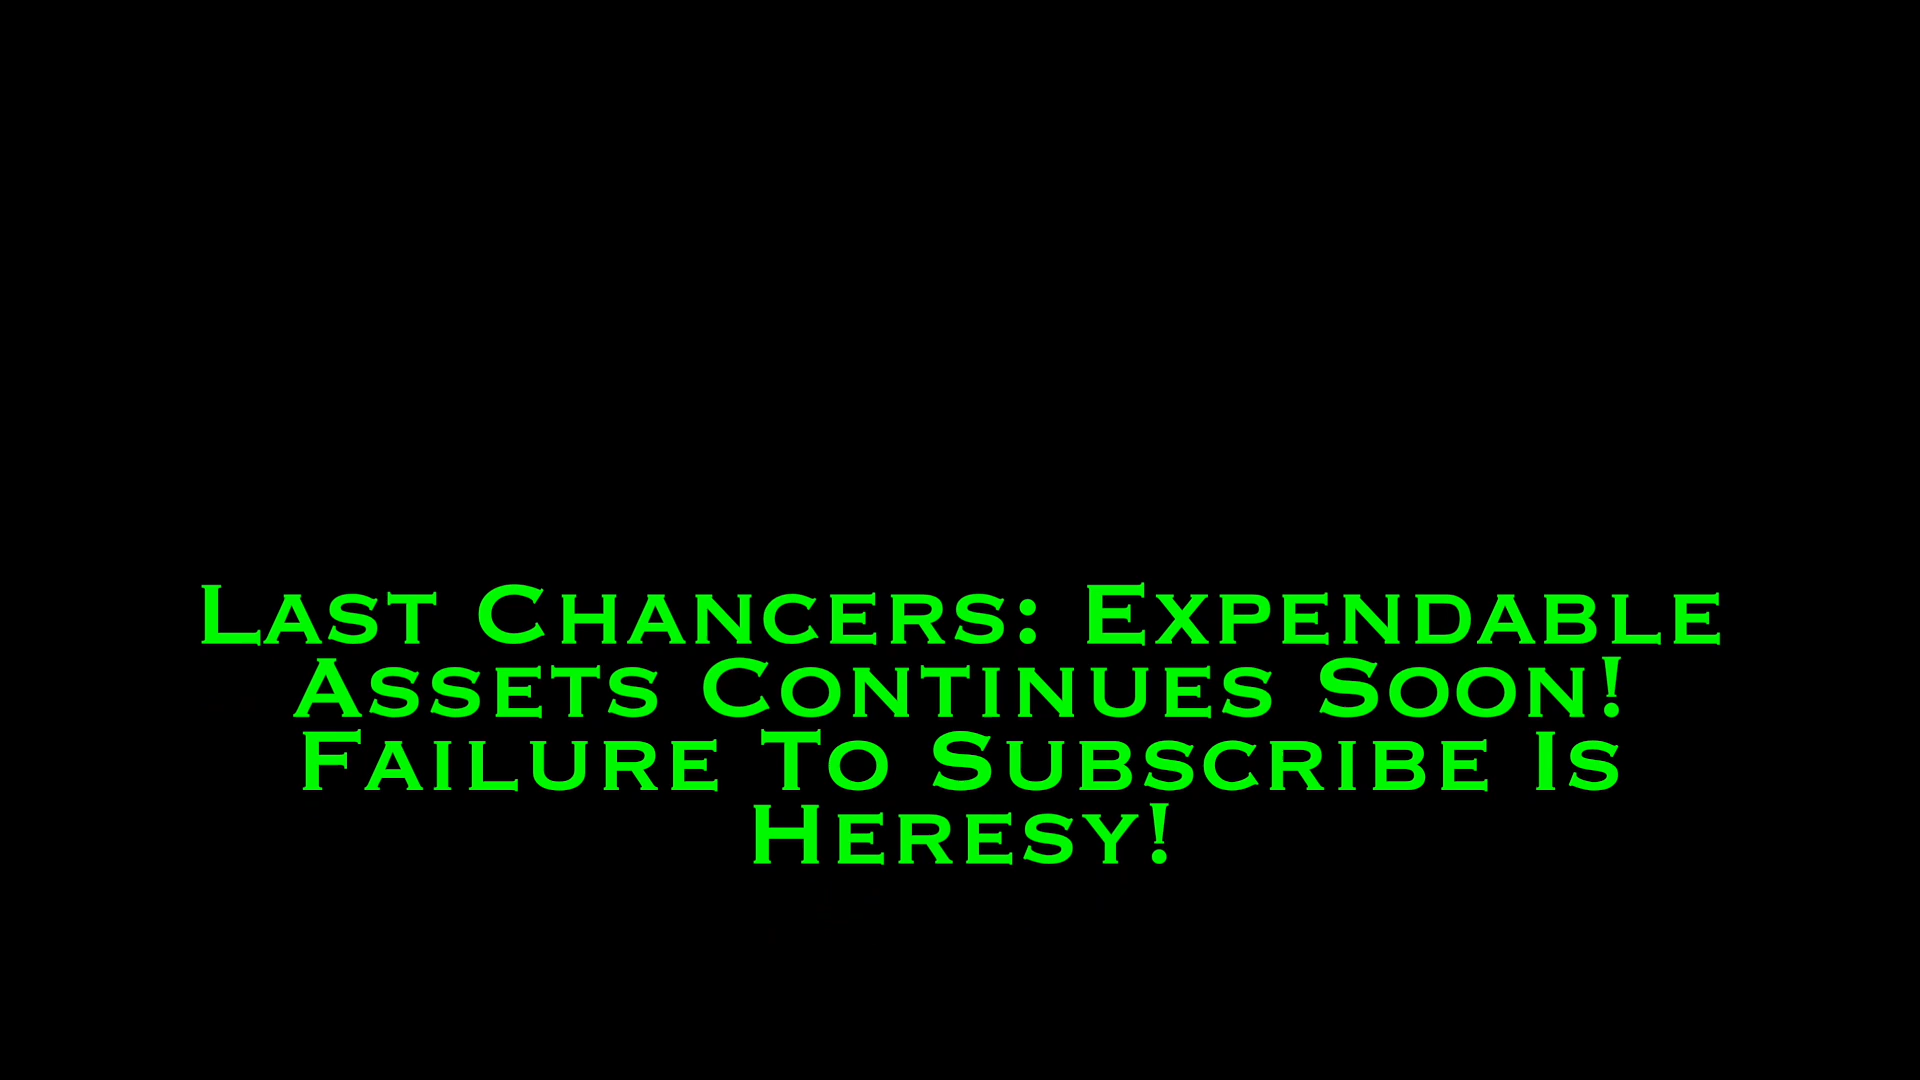 Last Chancers: Expendable
Assets Continues Soon!
Failure To Subscribe Is
Heresy!